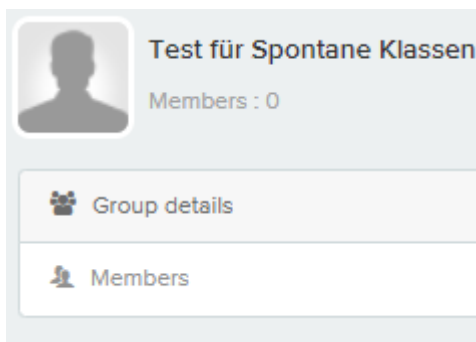 Test für Spontane Klassen
Members : 0
Group details
Members